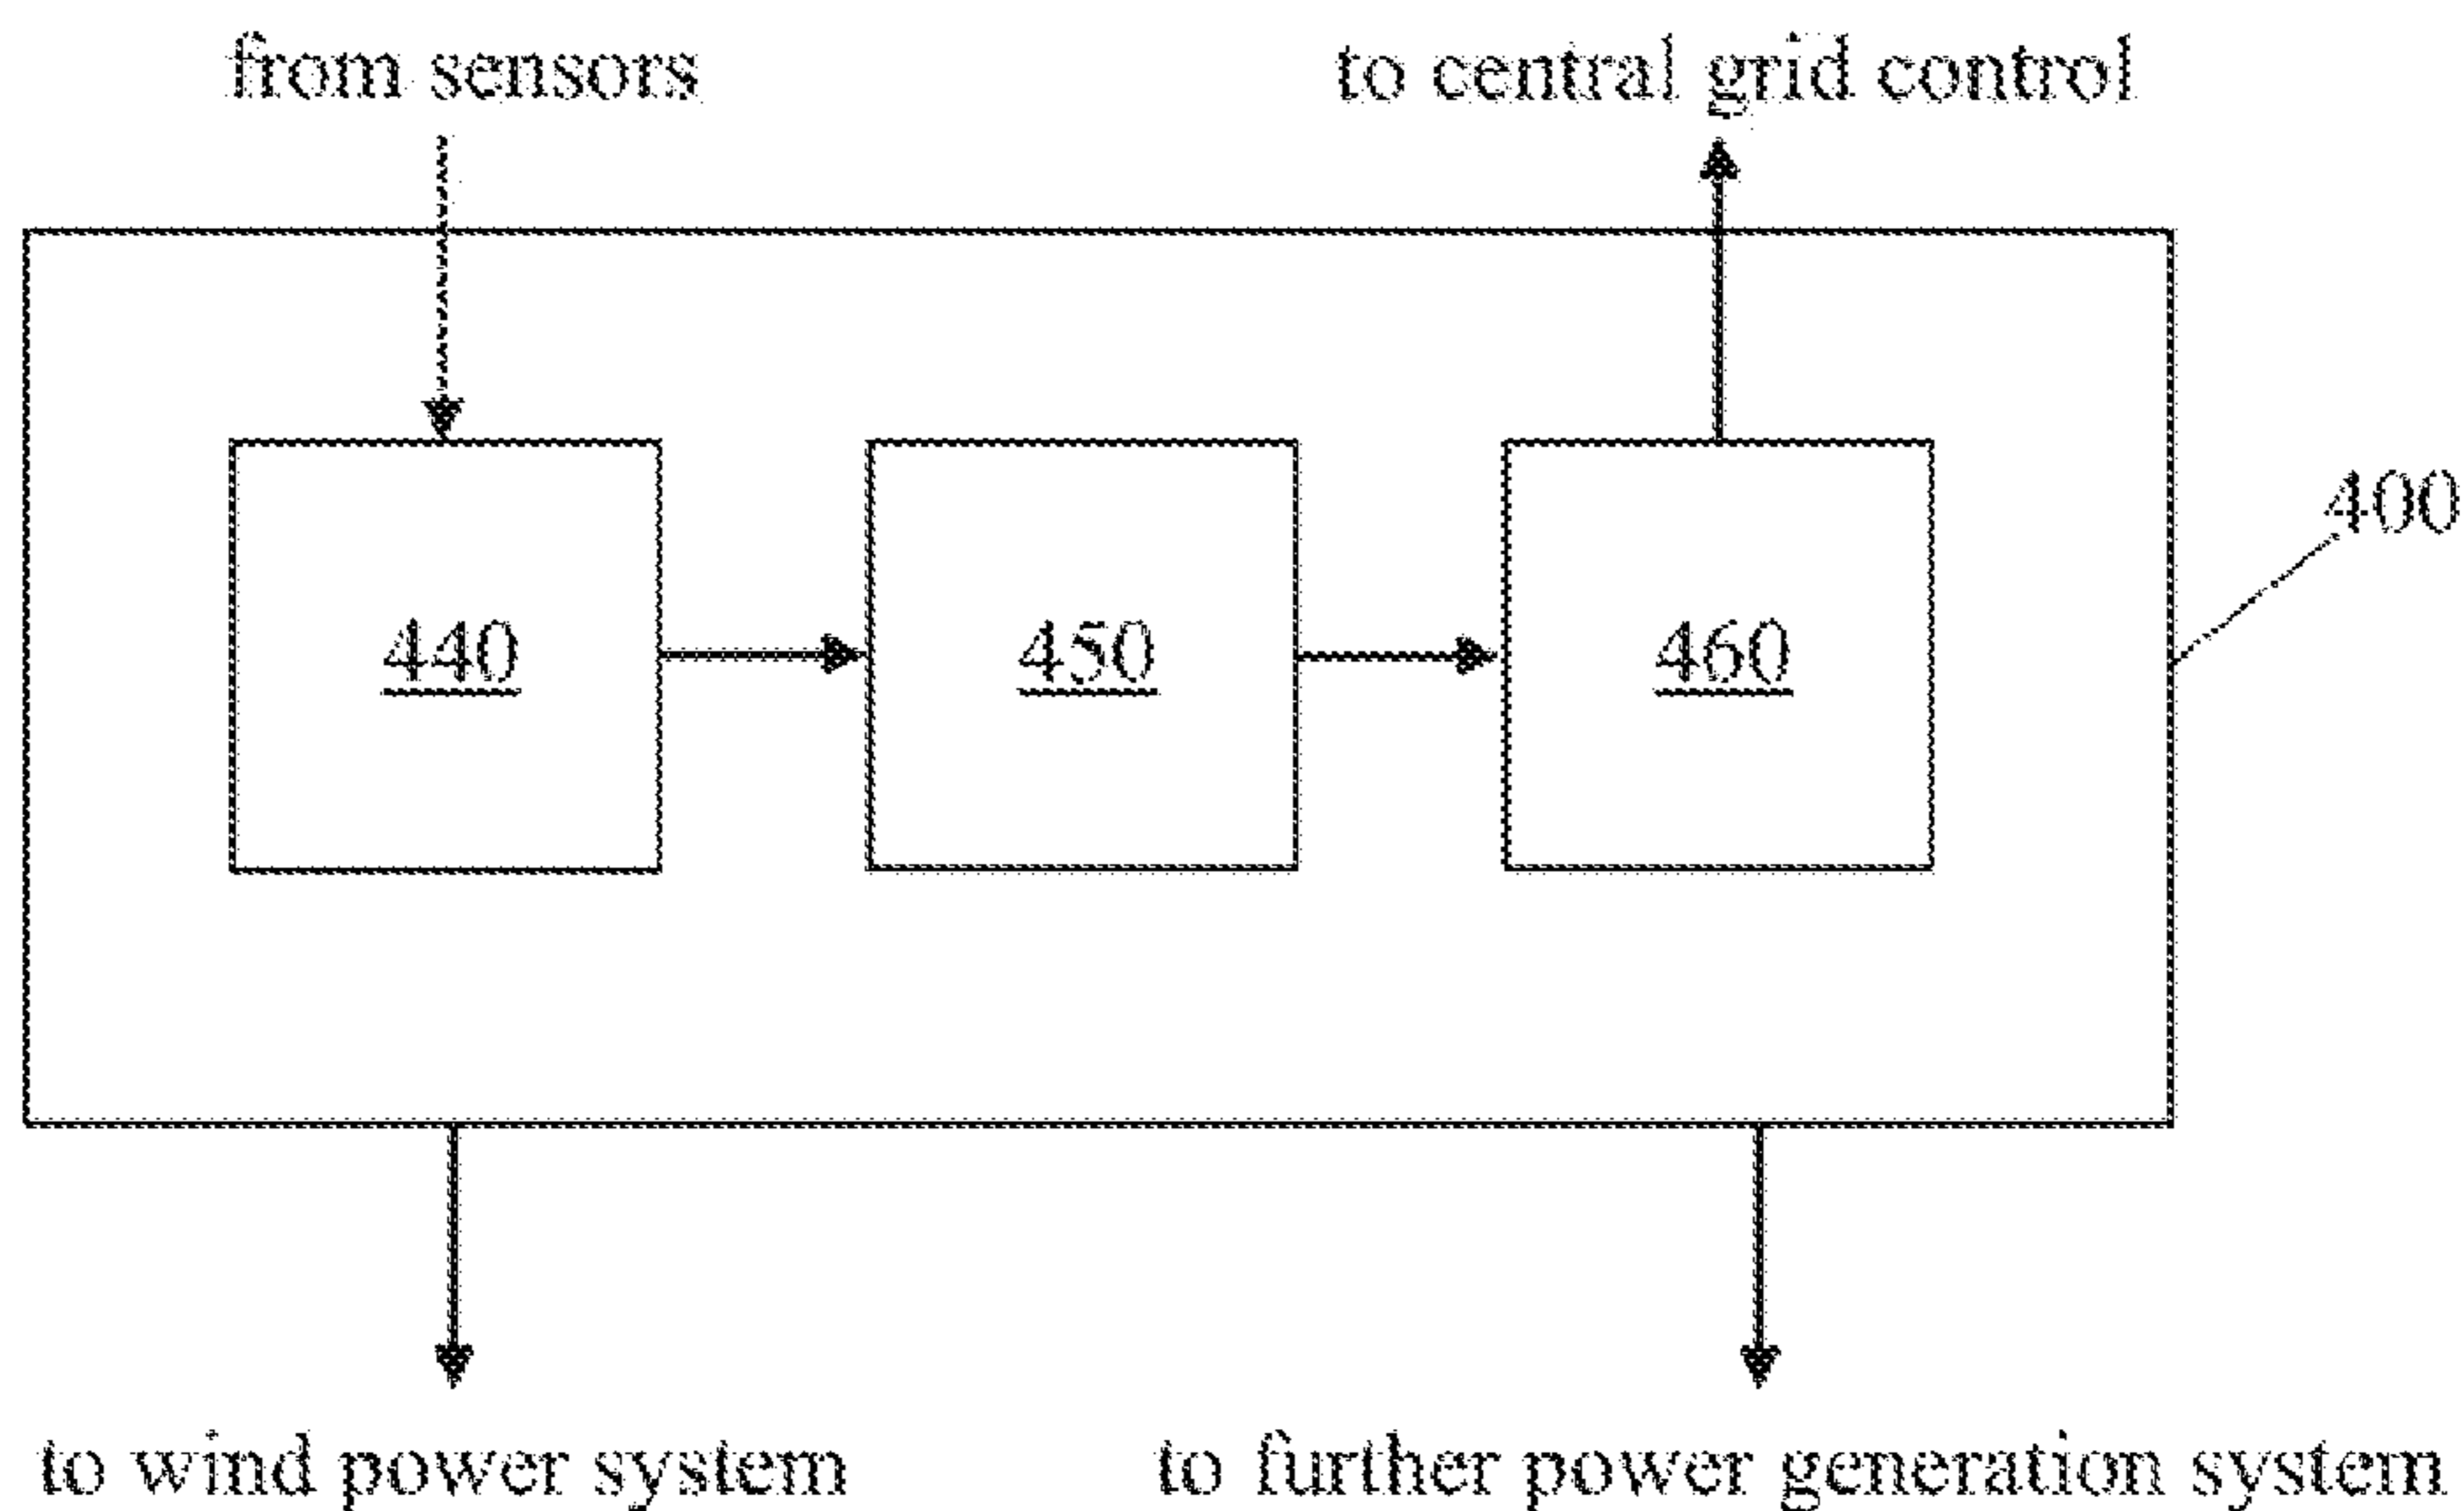 from sensors
to central grid control
400
440
450
460
to wind power system
to further power generation system